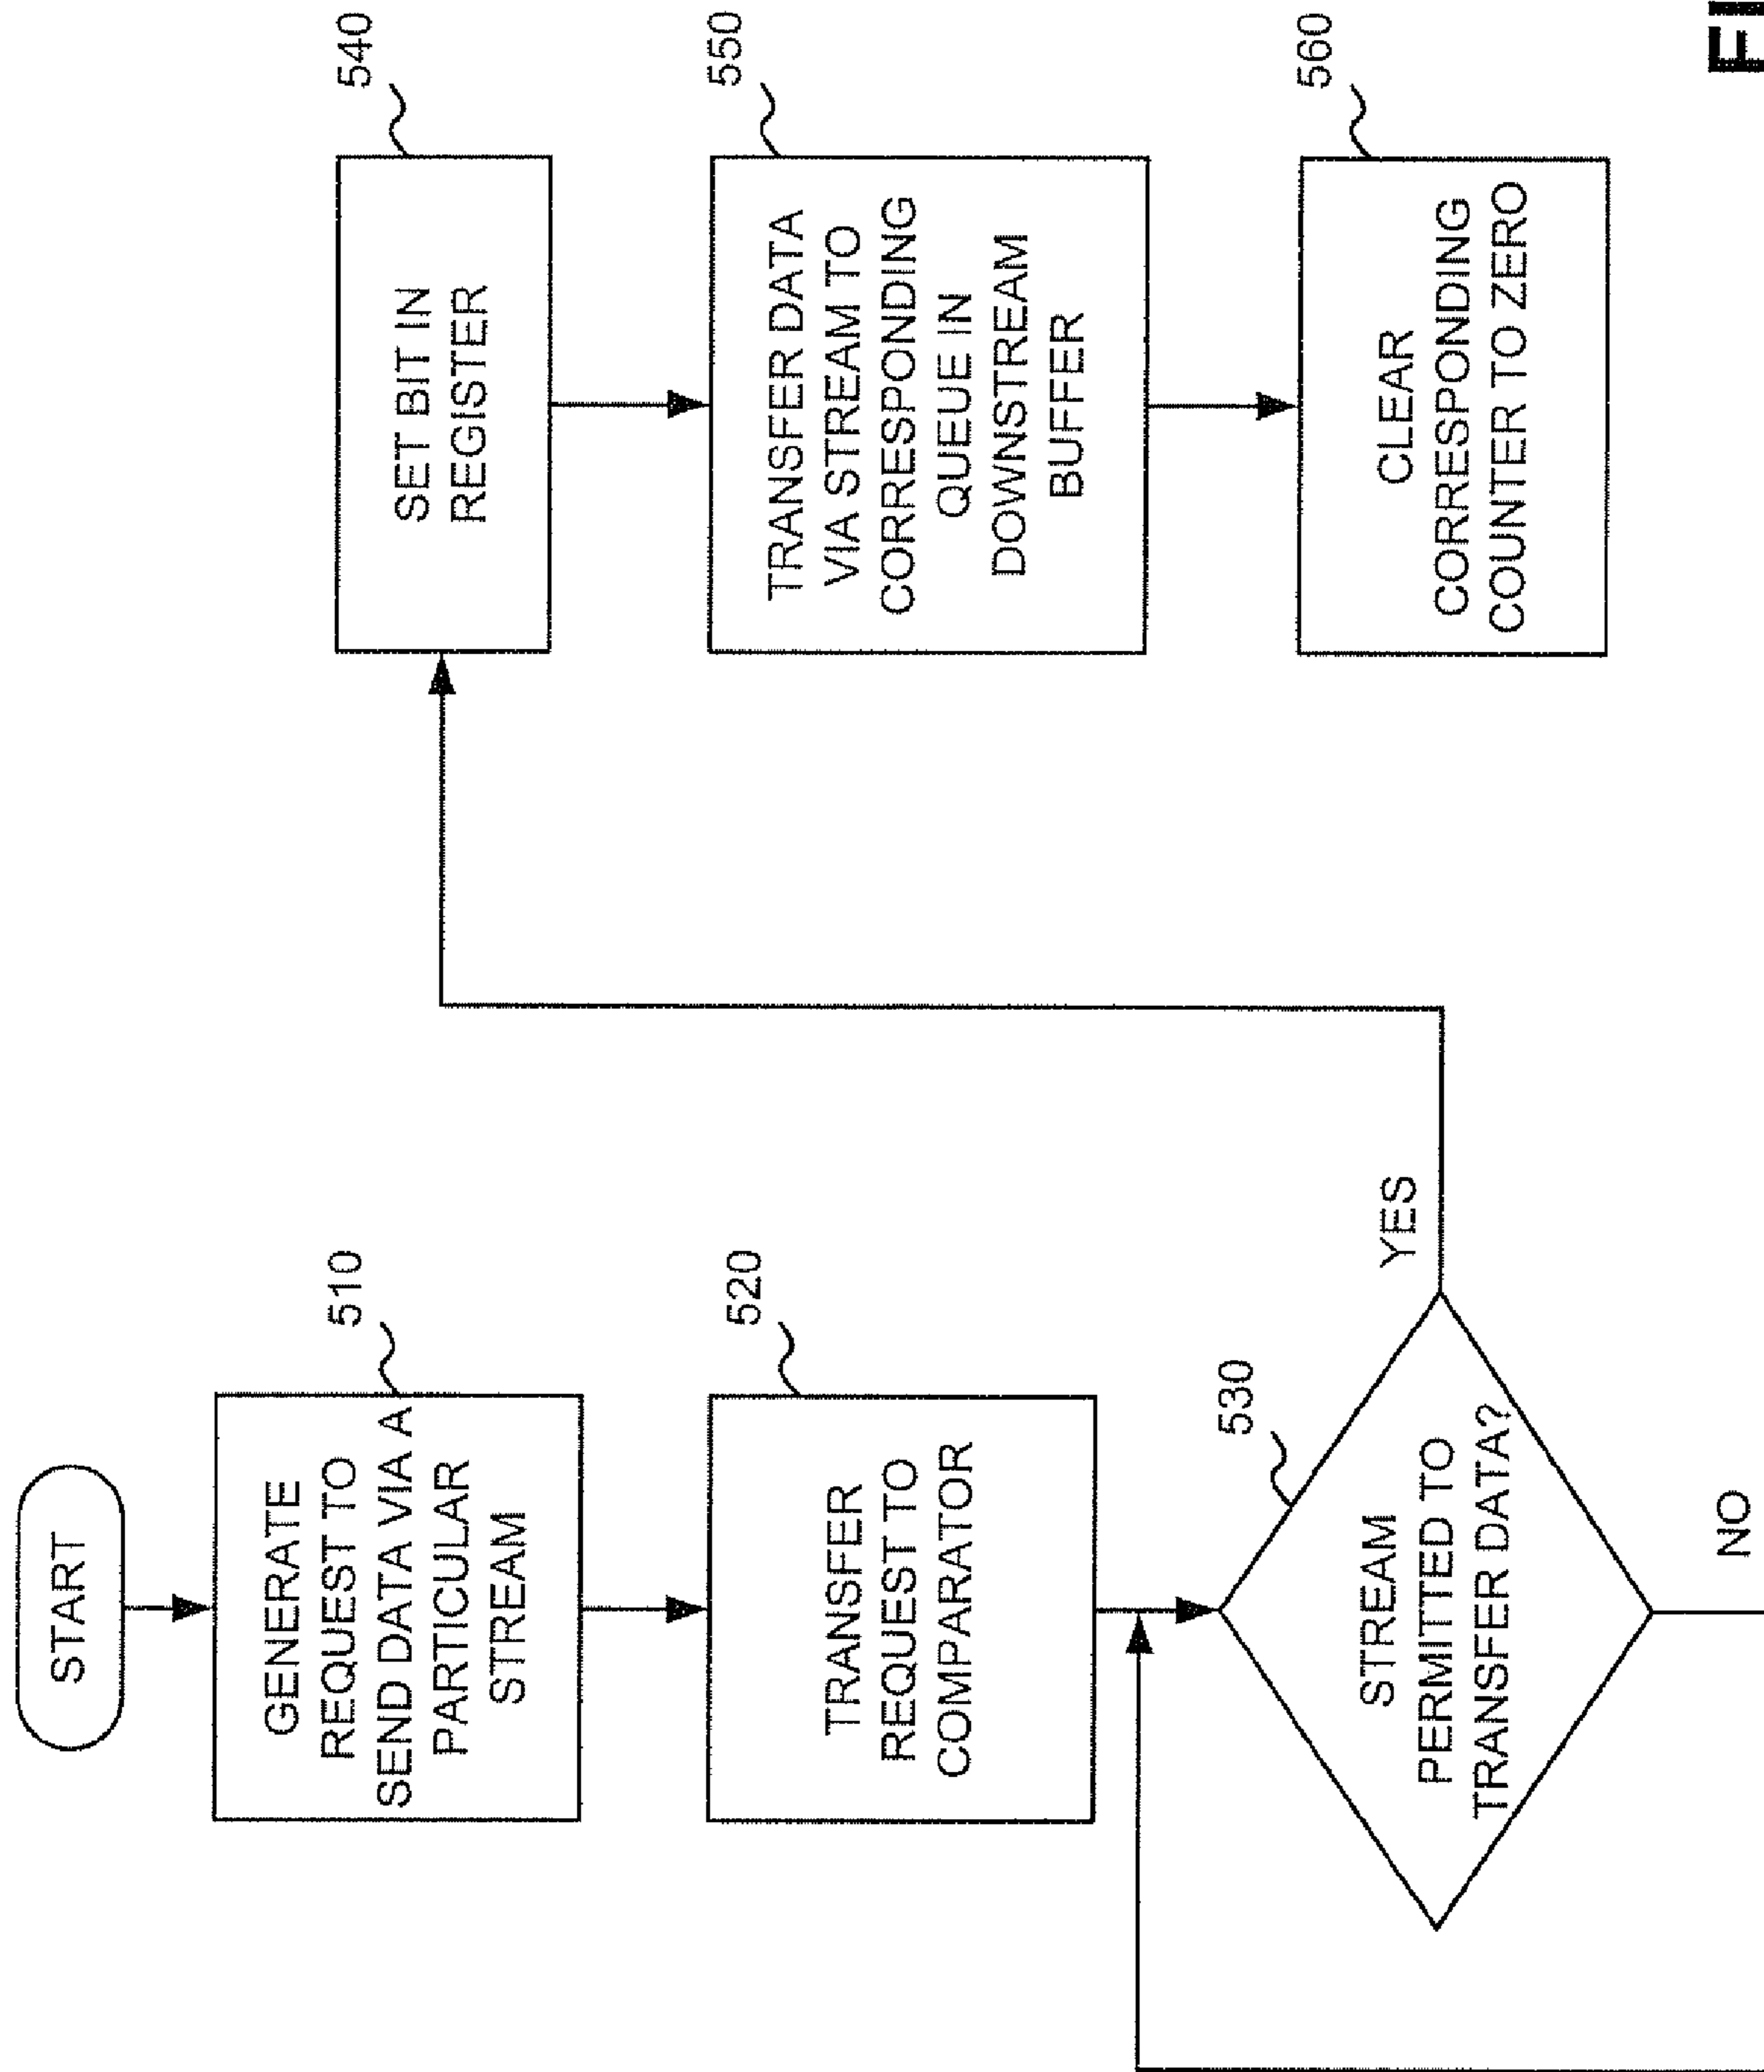 START
510
GENERATE
REQUEST TO
SEND DATA VIA A
PARTICULAR
STREAM
520
TRANSFER
REQUEST TO
COMPARATOR
530
STREAM
PERMITTED TO
TRANSFER DATA?
YES
NO
540
SET BIT IN
REGISTER
550
TRANSFER DATA
VIA STREAM TO
CORRESPONDING
QUEUE IN
DOWNSTREAM
BUFFER
560
CLEAR
CORRESPONDING
COUNTER TO ZERO